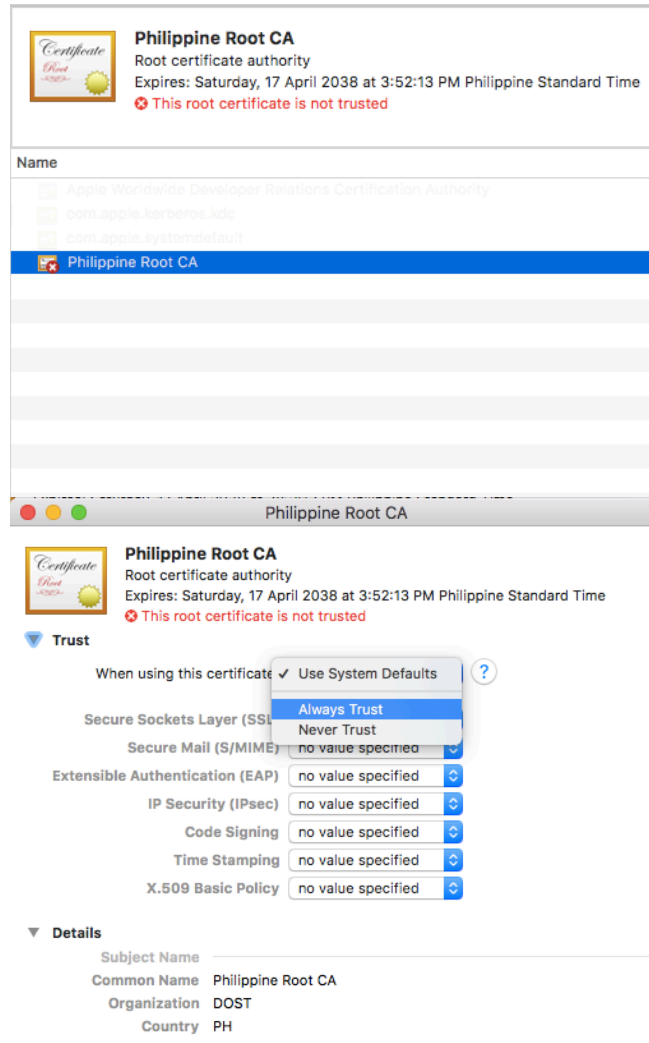 Certificate
Root
Philippine Root CA
Root certificate authority
Expires: Saturday, 17 April 2038 at 3:52:13 PM Philippine Standard Time
This root certificate is not trusted
Name
Apple Worldwide Developer Relations Certification Authority
com.apple.kerberos.kdc
com.apple.systemdefault
Philippine Root CA
Philippine Root CA
Certificate
Root
Philippine Root CA
Root certificate authority
Expires: Saturday, 17 April 2038 at 3:52:13 PM Philippine Standard Time
This root certificate is not trusted
Trust
When using this certificate ✓ Use System Defaults ?
Always Trust
Never Trust
Secure Sockets Layer (SSL
Secure Mail (S/MIME) no value specified
Extensible Authentication (EAP) no value specified
IP Security (IPsec) no value specified
Code Signing no value specified
Time Stamping no value specified
X.509 Basic Policy no value specified
Details
Subject Name
Common Name Philippine Root CA
Organization DOST
Country PH